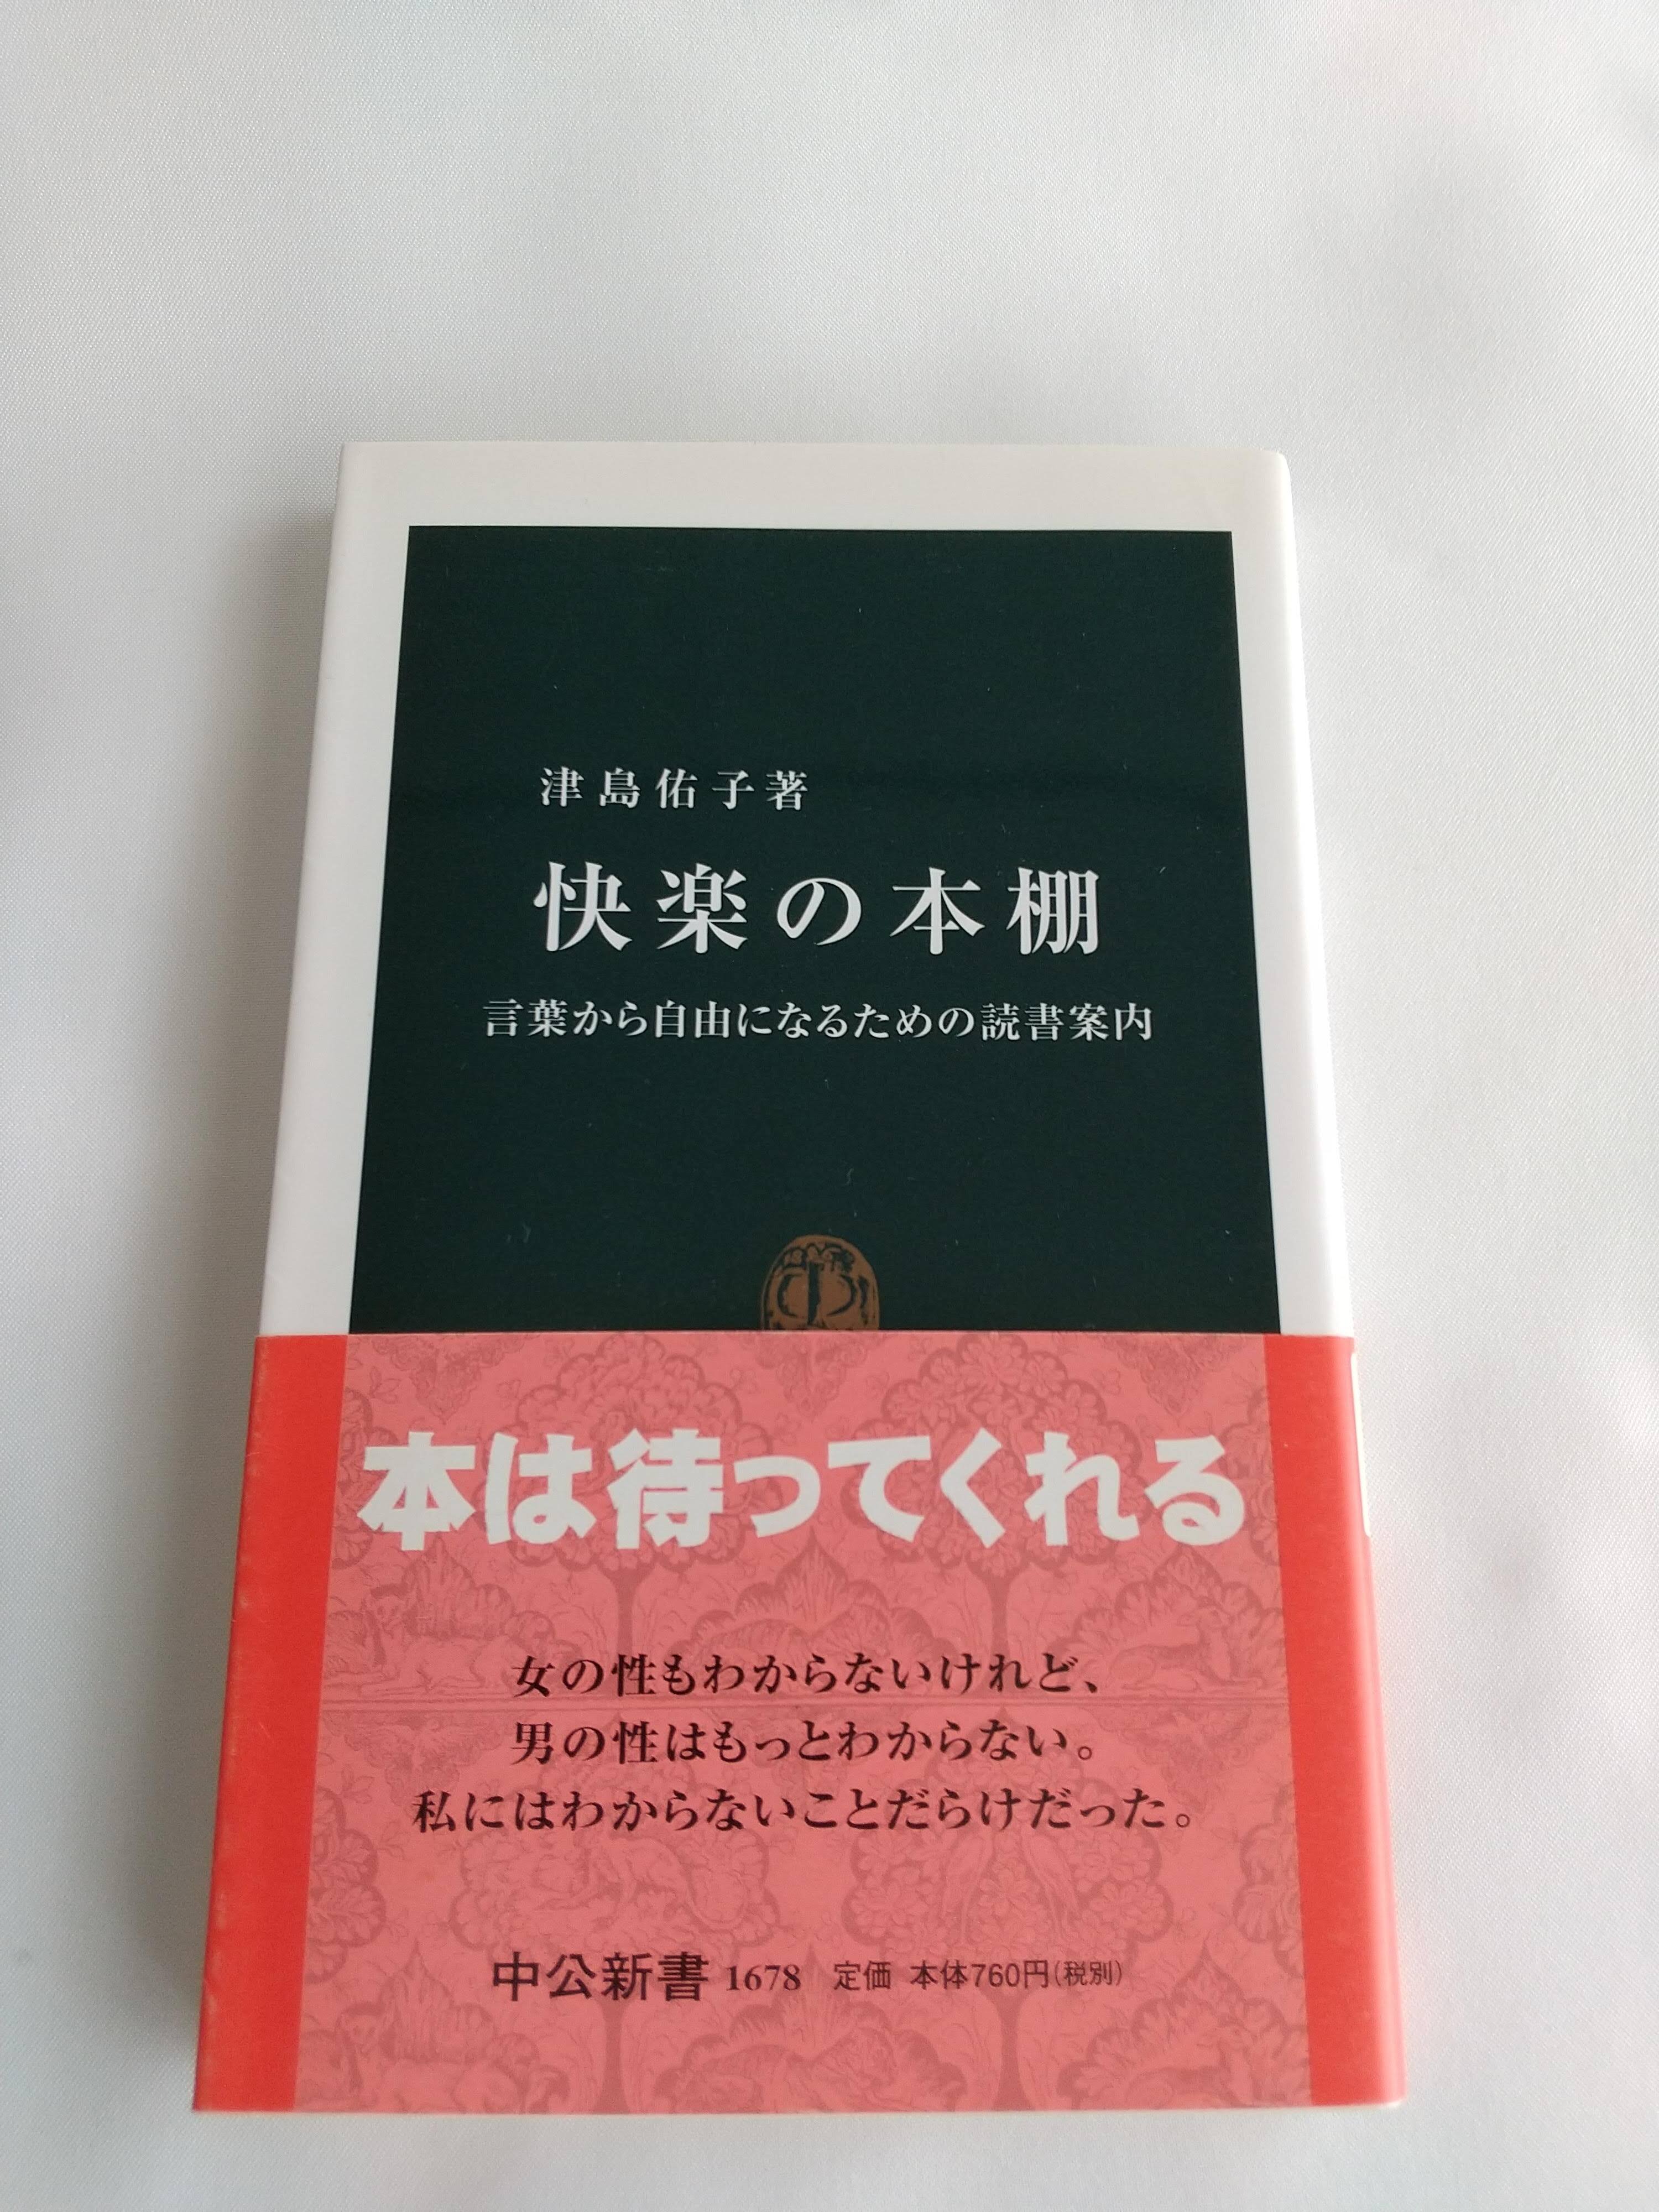 津島佑子著
快楽の本棚
言葉から自由になるための読書案内
本は待ってくれる
女の性もわからないけれど、
男の性はもっとわからない。
私にはわからないことだらけだった。
中公新書 1678 定価 本体760円(税別)